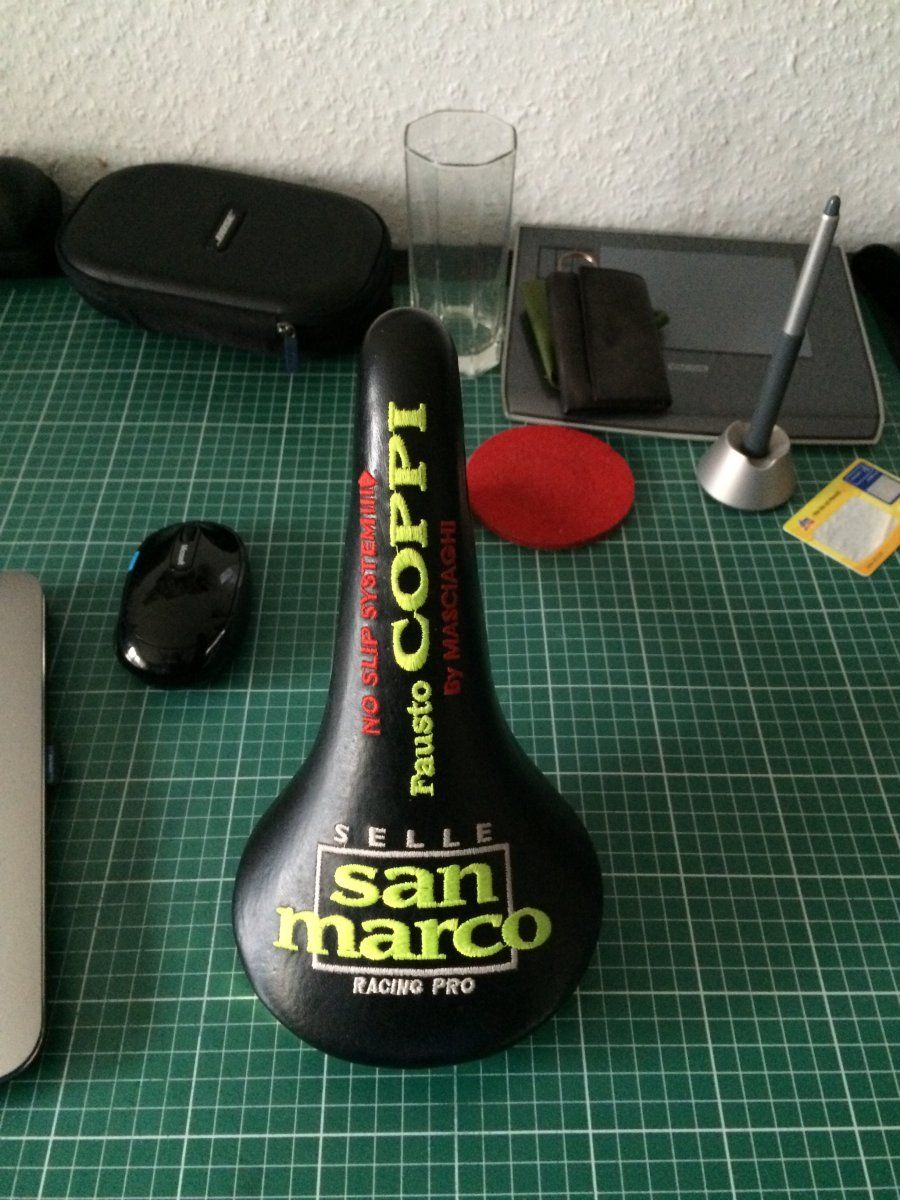 NO SLIP SYSTEM!!!
Fausto COPPI
By MASCIAGHI
SELLE
san
marco
RACING PRO